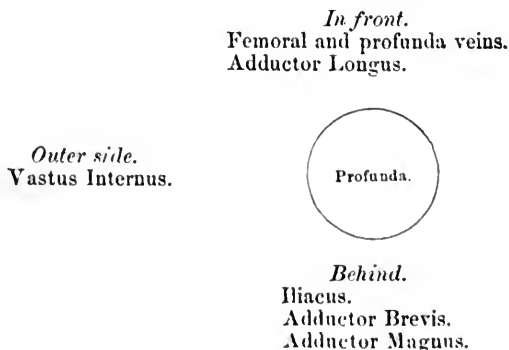 In front.
Femoral and profunda veins.
Adductor Longus.
Outer side.
Vastus Internus.
Profunda.
Behind.
Iliacus.
Adductor Brevis.
Adductor Magnus.